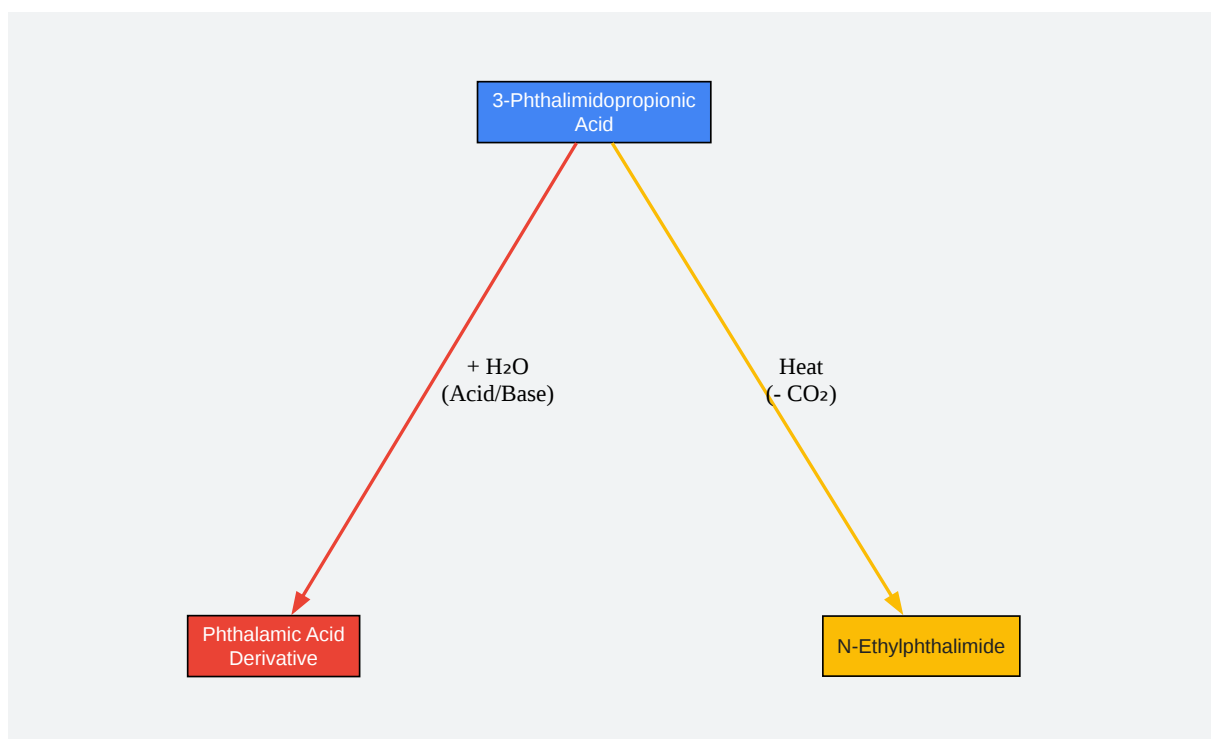 3-Phthalimidopropionic
Acid
+ H₂O
(Acid/Base)
Heat
(- CO₂)
Phthalamic Acid
Derivative
N-Ethylphthalimide